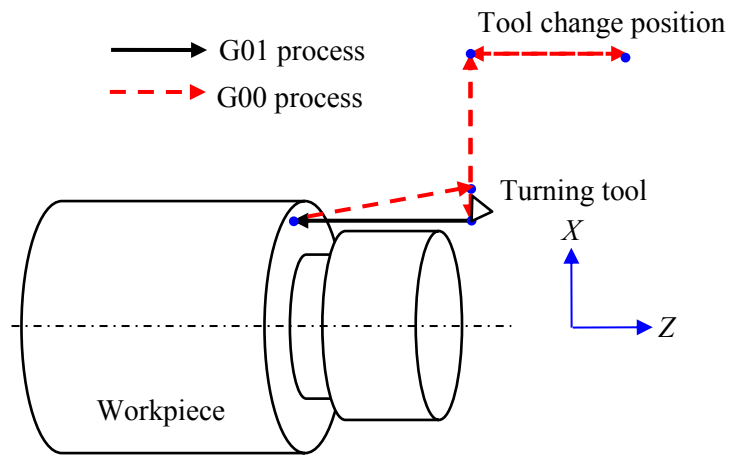 Tool change position
G01 process
G00 process
Turning tool
X
Z
Workpiece